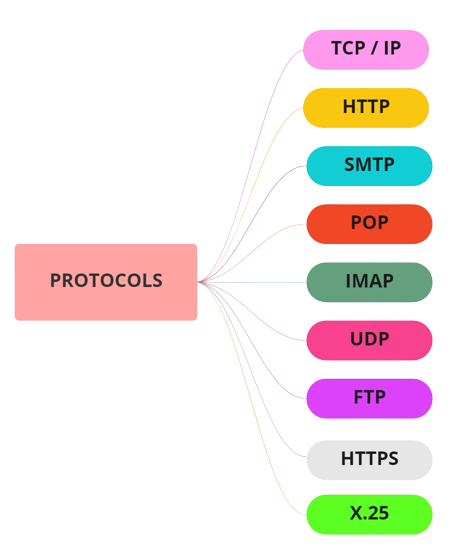 TCP / IP
HTTP
SMTP
POP
PROTOCOLS
IMAP
UDP
FTP
HTTPS
X.25